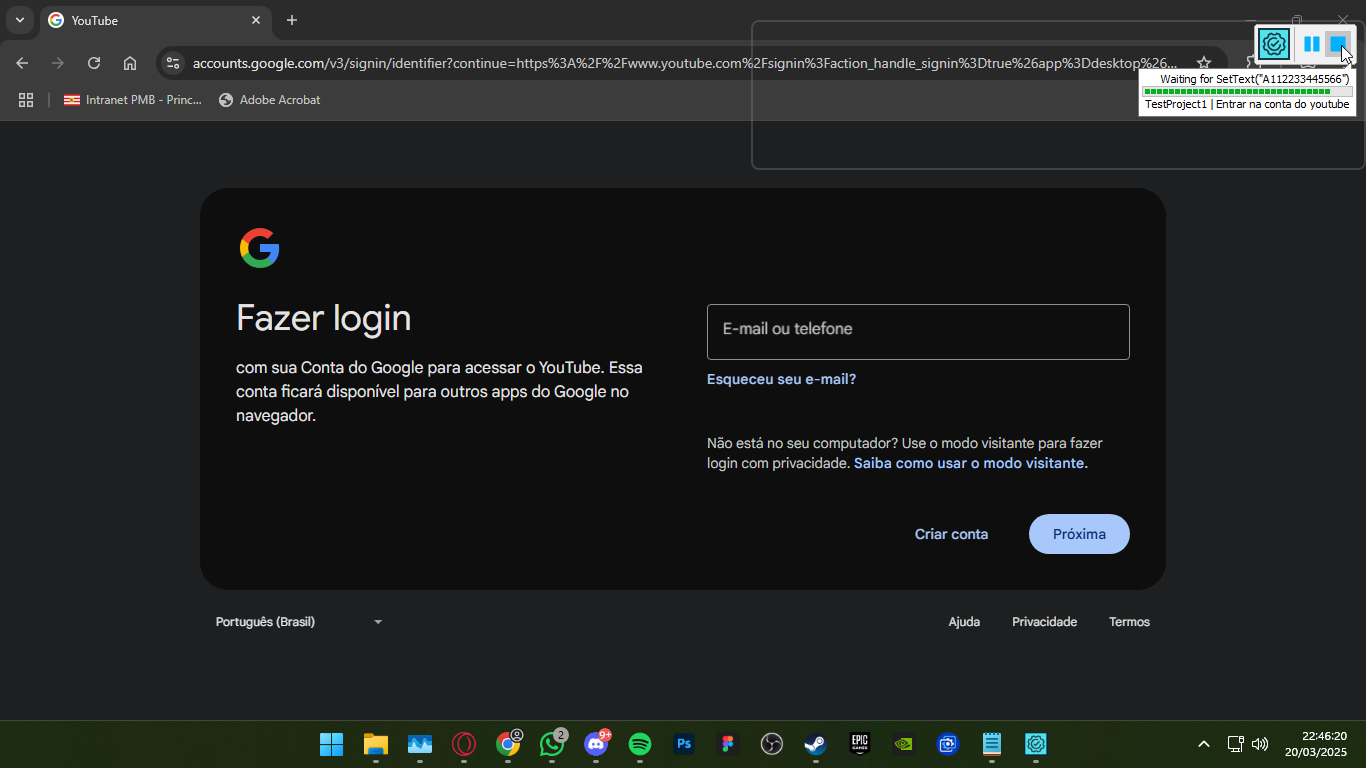 YouTube
accounts.google.com/v3/signin/identifier?continue=https%3A%2F%2Fwww.youtube.com%2Fsignin%3Faction_handle_signin%3Dtrue%26app%3Ddesktop%26...
Waiting for SetText("A112233445566")
TestProject1 | Entrar na conta do youtube
Intranet PMB - Princ...
Adobe Acrobat
Fazer login
com sua Conta do Google para acessar o YouTube. Essa
conta ficará disponível para outros apps do Google no
navegador.
E-mail ou telefone
Esqueceu seu e-mail?
Não está no seu computador? Use o modo visitante para fazer
login com privacidade. Saiba como usar o modo visitante.
Criar conta
Próxima
Português (Brasil)
Ajuda
Privacidade
Termos
2
9+
Ps
EPIC
GAMES
22:46:20
20/03/2025